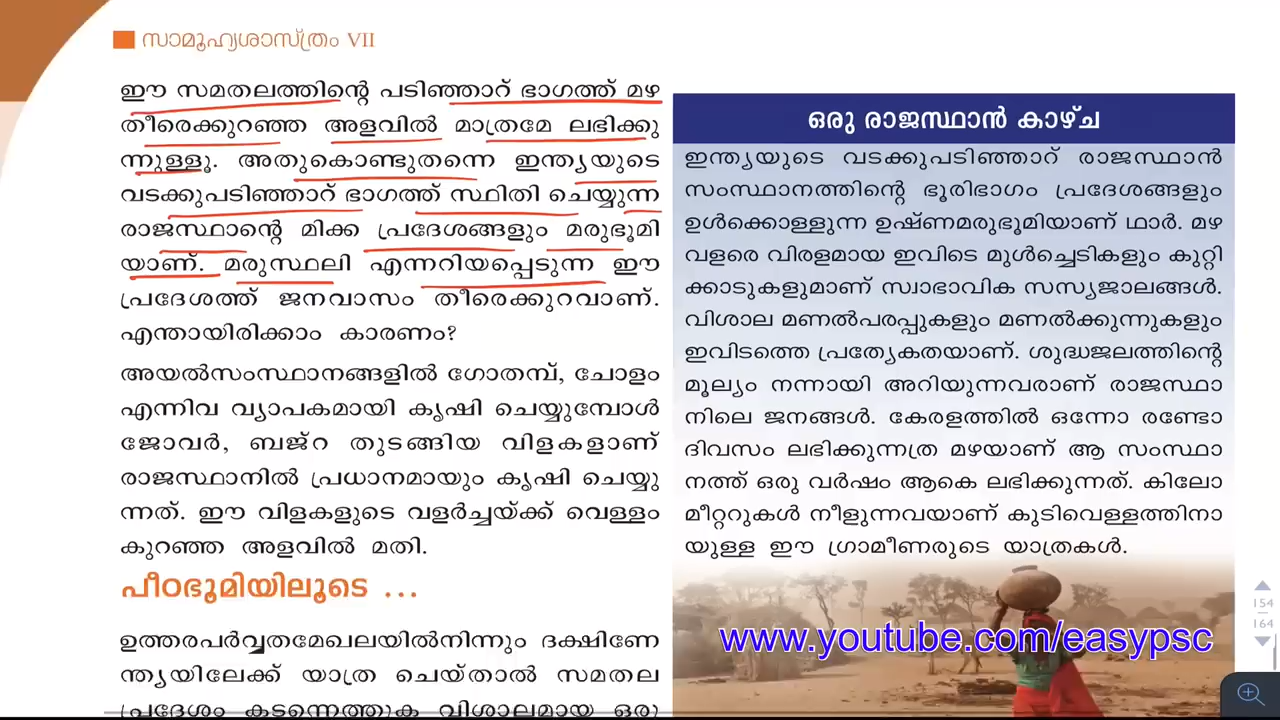 സാമൂഹ്യശാസ്ത്രം VII
ഈ സമതലത്തിന്റെ പടിഞ്ഞാറ് ഭാഗത്ത് മഴ
തീരെക്കുറഞ്ഞ അളവിൽ മാത്രമേ ലഭിക്കു
ന്നുള്ളൂ. അതുകൊണ്ടുതന്നെ ഇന്ത്യയുടെ
വടക്കുപടിഞ്ഞാറ് ഭാഗത്ത് സ്ഥിതി ചെയ്യുന്ന
രാജസ്ഥാന്റെ മിക്ക പ്രദേശങ്ങളും മരുഭൂമി
യാണ്. മരുസ്ഥലി എന്നറിയപ്പെടുന്ന ഈ
പ്രദേശത്ത് ജനവാസം തീരെക്കുറവാണ്.
എന്തായിരിക്കാം കാരണം?
അയൽസംസ്ഥാനങ്ങളിൽ ഗോതമ്പ്, ചോളം
എന്നിവ വ്യാപകമായി കൃഷി ചെയ്യുമ്പോൾ
ജോവർ, ബജ്റ തുടങ്ങിയ വിളകളാണ്
രാജസ്ഥാനിൽ പ്രധാനമായും കൃഷി ചെയ്യു
ന്നത്. ഈ വിളകളുടെ വളർച്ചയ്ക്ക് വെള്ളം
കുറഞ്ഞ അളവിൽ മതി.
പീഠഭൂമിയിലൂടെ ...
ഉത്തരപർവ്വതമേഖലയിൽനിന്നും ദക്ഷിണേ
ന്ത്യയിലേക്ക് യാത്ര ചെയ്താൽ സമതല
പ്രദേശം കടന്നെത്തുക വിശാലമായ ഒരു
ഒരു രാജസ്ഥാൻ കാഴ്ച
ഇന്ത്യയുടെ വടക്കുപടിഞ്ഞാറ് രാജസ്ഥാൻ
സംസ്ഥാനത്തിന്റെ ഭൂരിഭാഗം പ്രദേശങ്ങളും
ഉൾക്കൊള്ളുന്ന ഉഷ്ണമരുഭൂമിയാണ് ഥാർ. മഴ
വളരെ വിരളമായ ഇവിടെ മുൾച്ചെടികളും കുറ്റി
ക്കാടുകളുമാണ് സ്വാഭാവിക സസ്യജാലങ്ങൾ.
വിശാല മണൽപരപ്പുകളും മണൽക്കുന്നുകളും
ഇവിടത്തെ പ്രത്യേകതയാണ്. ശുദ്ധജലത്തിന്റെ
മൂല്യം നന്നായി അറിയുന്നവരാണ് രാജസ്ഥാ
നിലെ ജനങ്ങൾ. കേരളത്തിൽ ഒന്നോ രണ്ടോ
ദിവസം ലഭിക്കുന്നത്ര മഴയാണ് ആ സംസ്ഥാ
നത്ത് ഒരു വർഷം ആകെ ലഭിക്കുന്നത്. കിലോ
മീറ്ററുകൾ നീളുന്നവയാണ് കുടിവെള്ളത്തിനാ
യുള്ള ഈ ഗ്രാമീണരുടെ യാത്രകൾ.
www.youtube.com/easypsc
154
164